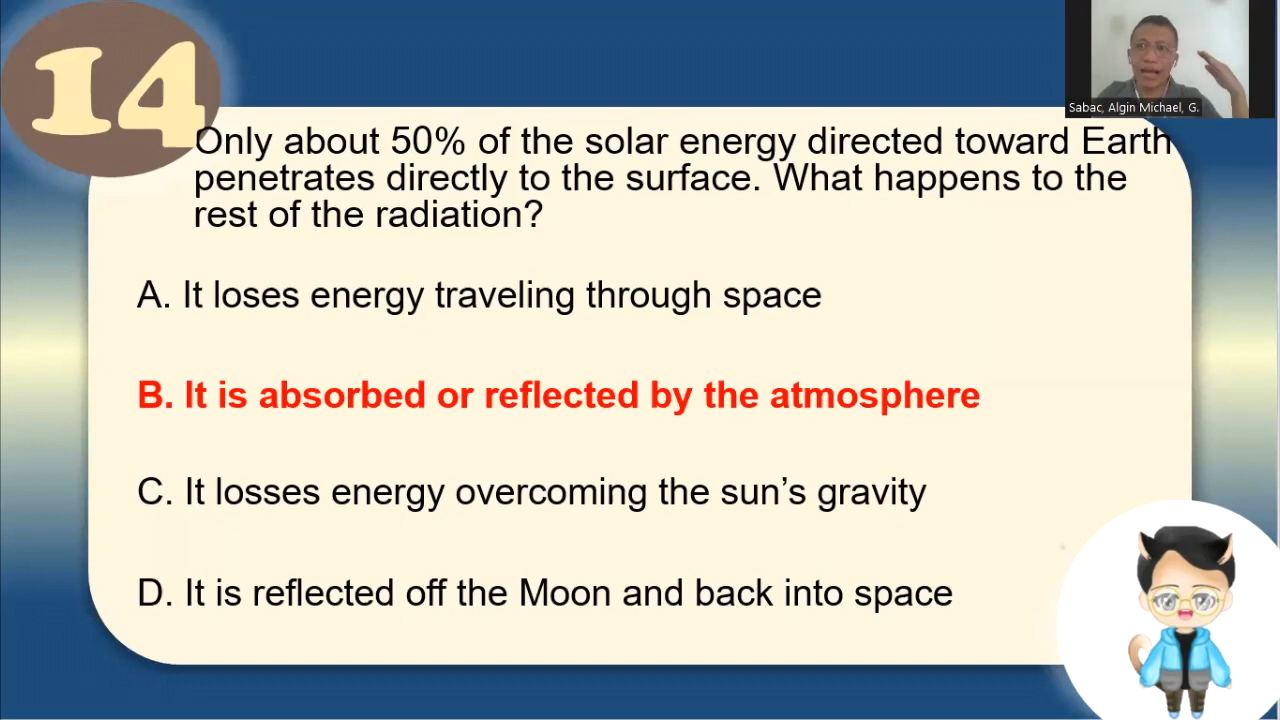 14
Sabac, Algin Michael, G.
Only about 50% of the solar energy directed toward Earth
penetrates directly to the surface. What happens to the
rest of the radiation?
A. It loses energy traveling through space
B. It is absorbed or reflected by the atmosphere
C. It losses energy overcoming the sun’s gravity
D. It is reflected off the Moon and back into space